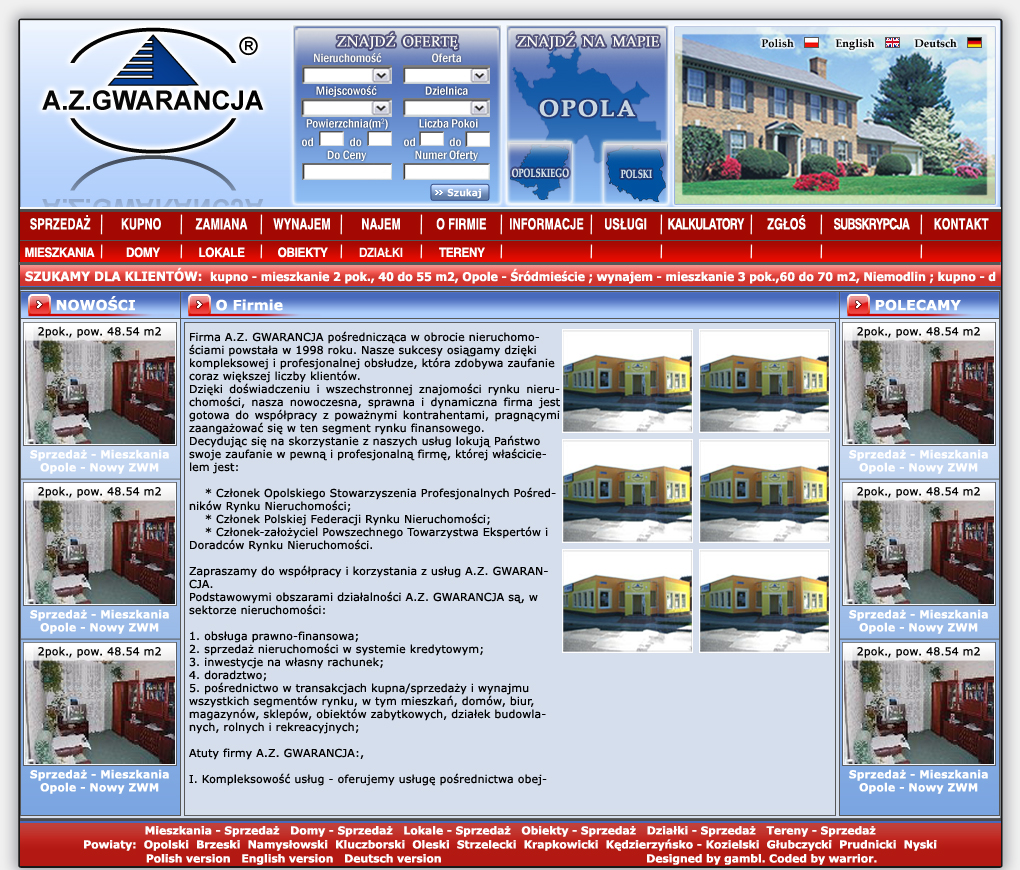 A.Z.GWARANCJA ®
ZNAJDŹ OFERTĘ
Nieruchomość Oferta
Miejscowość Dzielnica
Powierzchnia(m²) Liczba Pokoi
od do od do
Do Ceny Numer Oferty
>> Szukaj
ZNAJDŹ NA MAPIE
OPOLA
OPOLSKIEGO POLSKI
Polish English Deutsch
SPRZEDAŻ KUPNO ZAMIANA WYNAJEM NAJEM O FIRMIE INFORMACJE USŁUGI KALKULATORY ZGŁOŚ SUBSKRYPCJA KONTAKT
MIESZKANIA DOMY LOKALE OBIEKTY DZIAŁKI TERENY
SZUKAMY DLA KLIENTÓW: kupno - mieszkanie 2 pok., 40 do 55 m2, Opole - Śródmieście ; wynajem - mieszkanie 3 pok.,60 do 70 m2, Niemodlin ; kupno - d
NOWOŚCI
2pok., pow. 48.54 m2
Sprzedaż - Mieszkania
Opole - Nowy ZWM
2pok., pow. 48.54 m2
Sprzedaż - Mieszkania
Opole - Nowy ZWM
2pok., pow. 48.54 m2
Sprzedaż - Mieszkania
Opole - Nowy ZWM
O Firmie
Firma A.Z. GWARANCJA pośrednicząca w obrocie nieruchomo-
ściami powstała w 1998 roku. Nasze sukcesy osiągamy dzięki
kompleksowej i profesjonalnej obsłudze, która zdobywa zaufanie
coraz większej liczby klientów.
Dzięki doświadczeniu i wszechstronnej znajomości rynku nieru-
chomości, nasza nowoczesna, sprawna i dynamiczna firma jest
gotowa do współpracy z poważnymi kontrahentami, pragnącymi
zaangażować się w ten segment rynku finansowego.
Decydując się na skorzystanie z naszych usług lokują Państwo
swoje zaufanie w pewną i profesjonalną firmę, której właścicie-
lem jest:
* Członek Opolskiego Stowarzyszenia Profesjonalnych Pośred-
ników Rynku Nieruchomości;
* Członek Polskiej Federacji Rynku Nieruchomości;
* Członek-założyciel Powszechnego Towarzystwa Ekspertów i
Doradców Rynku Nieruchomości.
Zapraszamy do współpracy i korzystania z usług A.Z. GWARAN-
CJA.
Podstawowymi obszarami działalności A.Z. GWARANCJA są, w
sektorze nieruchomości:
1. obsługa prawno-finansowa;
2. sprzedaż nieruchomości w systemie kredytowym;
3. inwestycje na własny rachunek;
4. doradztwo;
5. pośrednictwo w transakcjach kupna/sprzedaży i wynajmu
wszystkich segmentów rynku, w tym mieszkań, domów, biur,
magazynów, sklepów, obiektów zabytkowych, działek budowla-
nych, rolnych i rekreacyjnych;
Atuty firmy A.Z. GWARANCJA:,
I. Kompleksowość usług - oferujemy usługę pośrednictwa obej-
POLECAMY
2pok., pow. 48.54 m2
Sprzedaż - Mieszkania
Opole - Nowy ZWM
2pok., pow. 48.54 m2
Sprzedaż - Mieszkania
Opole - Nowy ZWM
2pok., pow. 48.54 m2
Sprzedaż - Mieszkania
Opole - Nowy ZWM
Mieszkania - Sprzedaż Domy - Sprzedaż Lokale - Sprzedaż Obiekty - Sprzedaż Działki - Sprzedaż Tereny - Sprzedaż
Powiaty: Opolski Brzeski Namysłowski Kluczborski Oleski Strzelecki Krapkowicki Kędzierzyńsko - Kozielski Głubczycki Prudnicki Nyski
Polish version English version Deutsch version Designed by gambl. Coded by warrior.